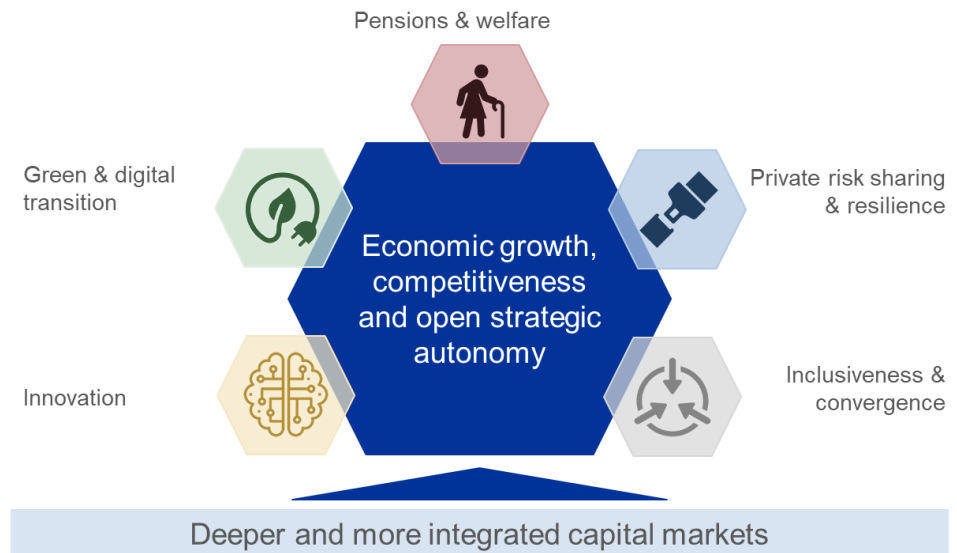 Pensions & welfare
Green & digital
transition
Private risk sharing
& resilience
Economic growth,
competitiveness
and open strategic
autonomy
Innovation
Inclusiveness &
convergence
Deeper and more integrated capital markets